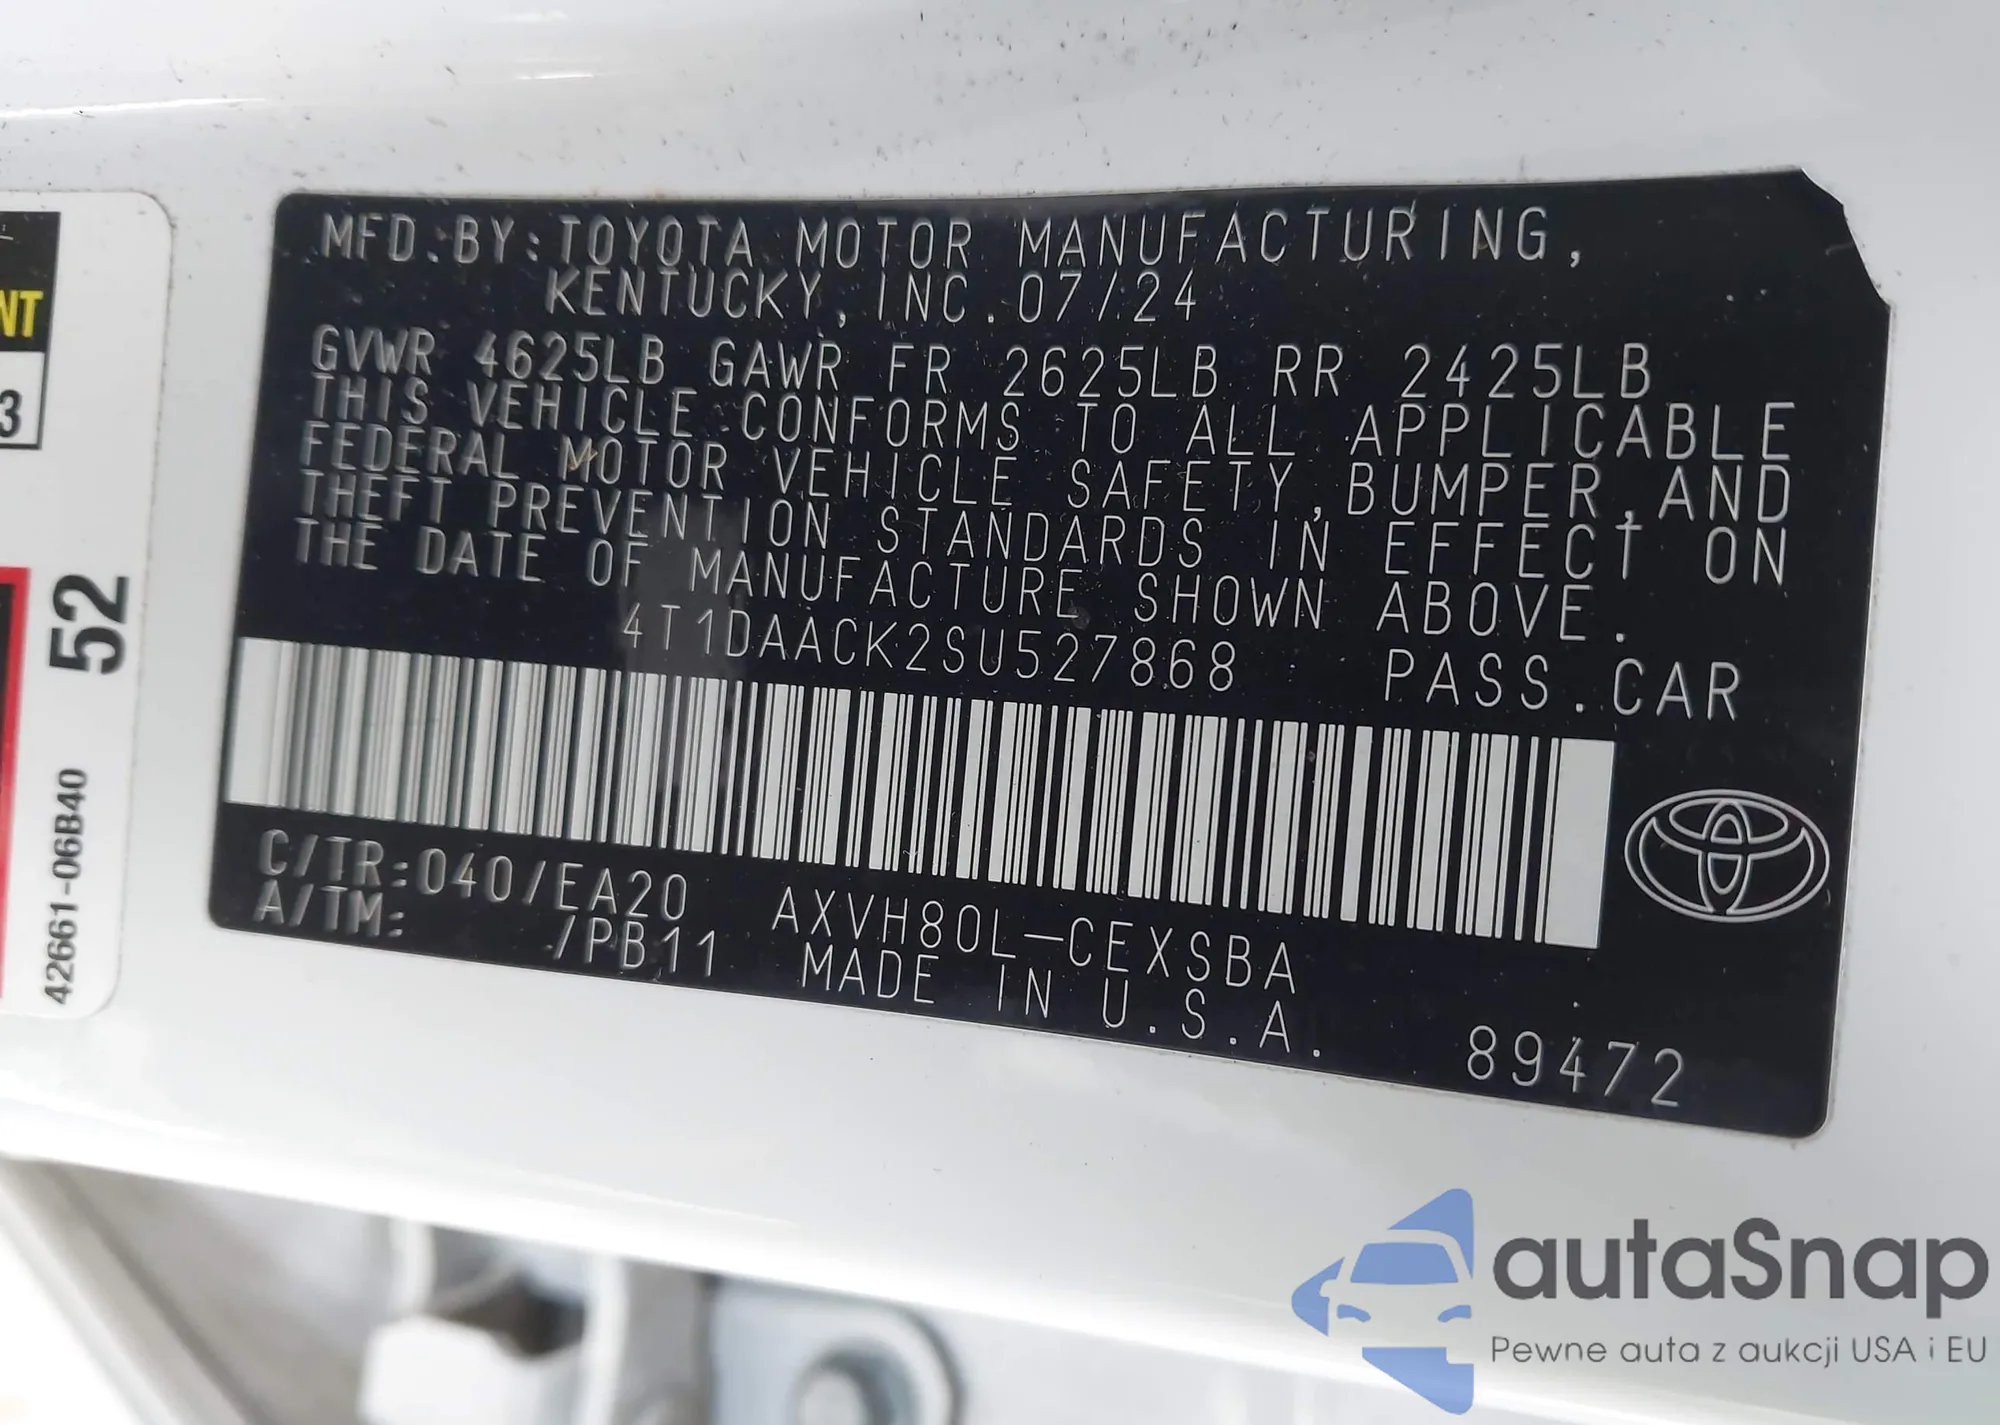 NT
3
52
42661-06B40
MFD.BY:TOYOTA MOTOR MANUFACTURING,
KENTUCKY, INC.07/24
GVWR 4625LB GAWR FR 2625LB RR 2425LB
THIS VEHICLE CONFORMS TO ALL APPLICABLE
FEDERAL MOTOR VEHICLE SAFETY,BUMPER,AND
THEFT PREVENTION STANDARDS IN EFFECT ON
THE DATE OF MANUFACTURE SHOWN ABOVE.
4T1DAACK2SU527868 PASS.CAR
C/TR:040/EA20 AXVH80L-CEXSBA
A/TM: /PB11 MADE IN U.S.A.
89472
autaSnap
Pewne auta z aukcji USA i EU